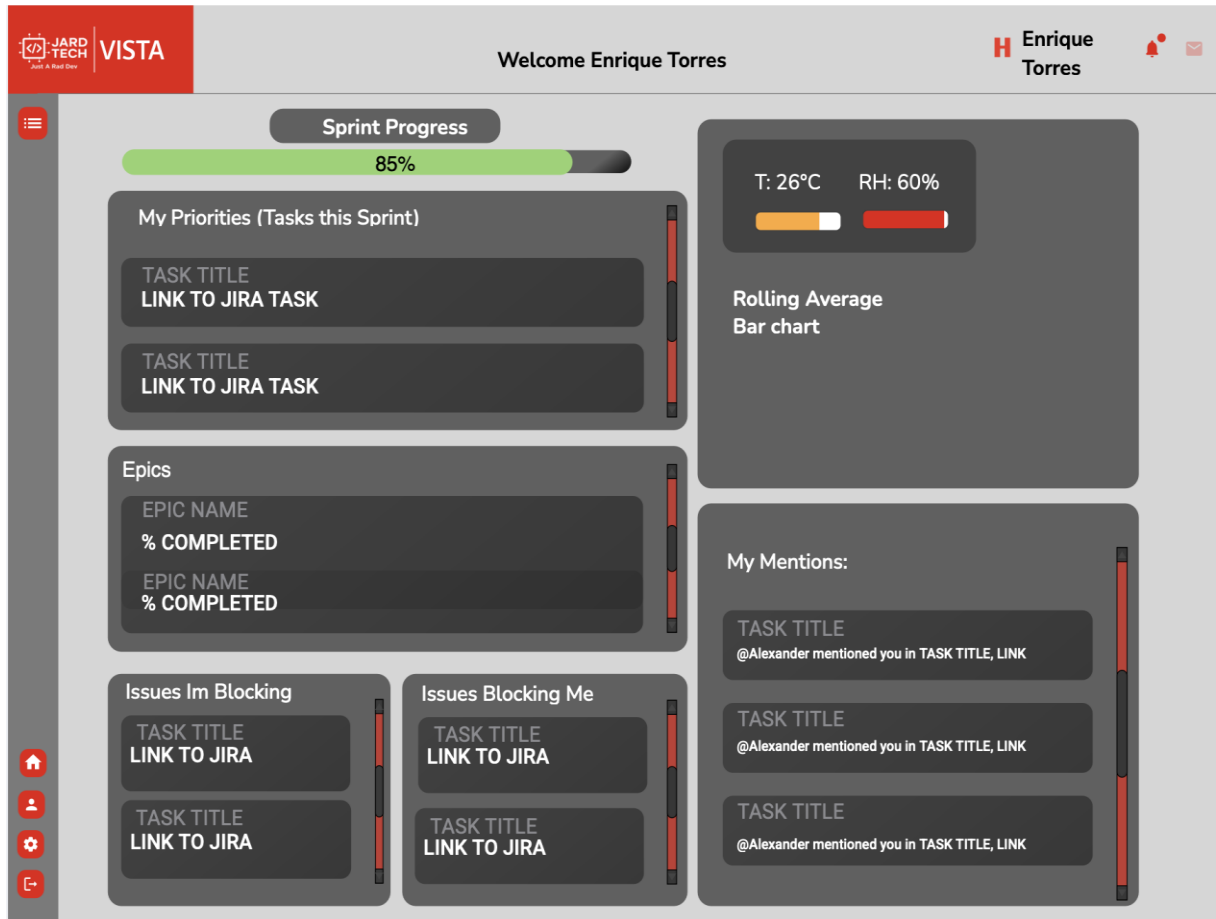 JARD
TECH
Just A Rad Dev
VISTA
Welcome Enrique Torres
H
Enrique
Torres
Sprint Progress
85%
My Priorities (Tasks this Sprint)
TASK TITLE
LINK TO JIRA TASK
TASK TITLE
LINK TO JIRA TASK
Epics
EPIC NAME
% COMPLETED
EPIC NAME
% COMPLETED
Issues Im Blocking
TASK TITLE
LINK TO JIRA
TASK TITLE
LINK TO JIRA
Issues Blocking Me
TASK TITLE
LINK TO JIRA
TASK TITLE
LINK TO JIRA
T: 26°C RH: 60%
Rolling Average
Bar chart
My Mentions:
TASK TITLE
@Alexander mentioned you in TASK TITLE, LINK
TASK TITLE
@Alexander mentioned you in TASK TITLE, LINK
TASK TITLE
@Alexander mentioned you in TASK TITLE, LINK